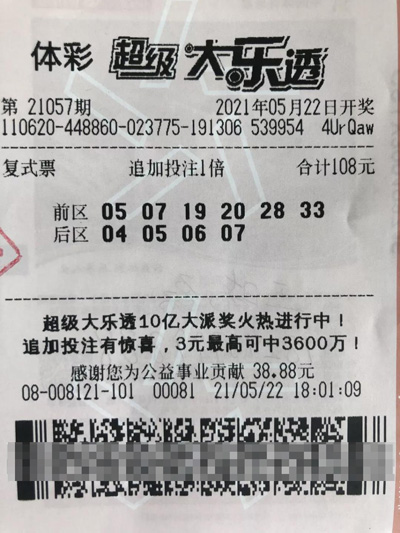 体彩 超级大乐透
第 21057期 2021年05月22日开奖
110620-448860-023775-191306 539954 4UrQaw
复式票 追加投注1倍 合计108元
前区 05 07 19 20 28 33
后区 04 05 06 07
超级大乐透10亿大派奖火热进行中！
追加投注有惊喜，3元最高可中3600万！
感谢您为公益事业贡献 38.88元
08-008121-101 00081 21/05/22 18:01:09